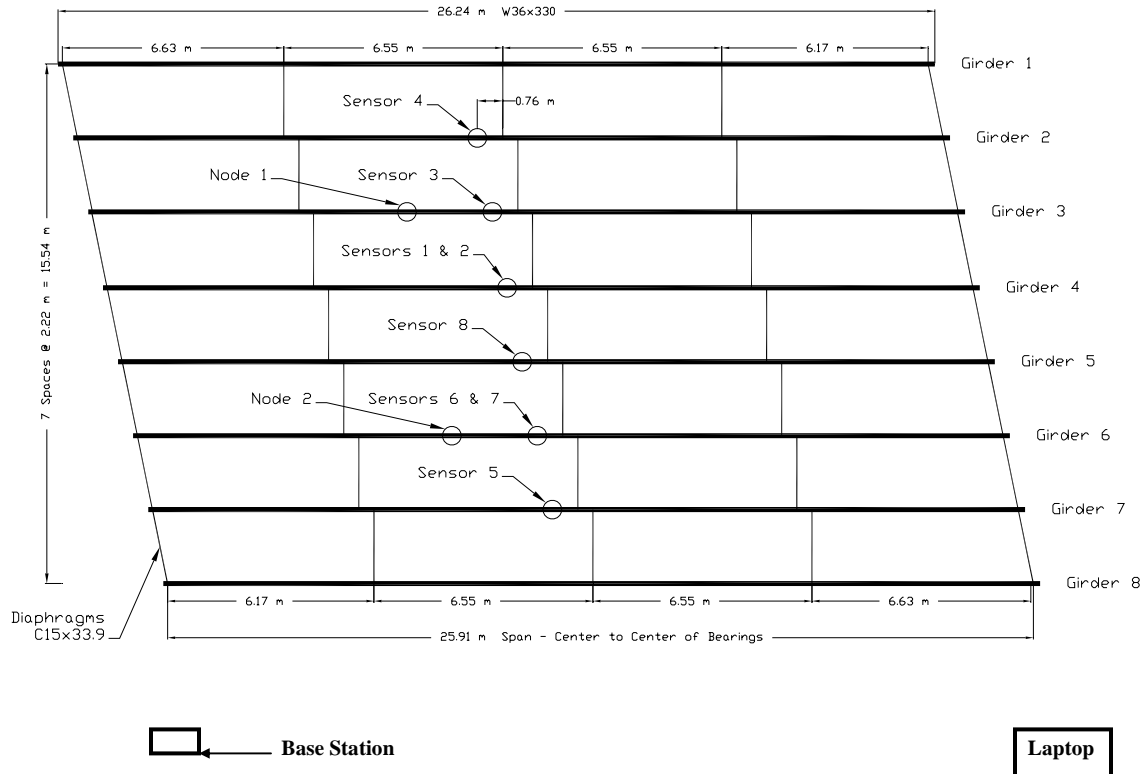 26.24 m W36x330
6.63 m
6.55 m
6.55 m
6.17 m
Girder 1
Sensor 4
0.76 m
Girder 2
Node 1
Sensor 3
Girder 3
Sensors 1 & 2
Girder 4
7 Spaces @ 2.22 m = 15.54 m
Sensor 8
Girder 5
Node 2
Sensors 6 & 7
Girder 6
Sensor 5
Girder 7
Girder 8
6.17 m
6.55 m
6.55 m
6.63 m
Diaphragms
C15x33.9
25.91 m Span - Center to Center of Bearings
Base Station
Laptop